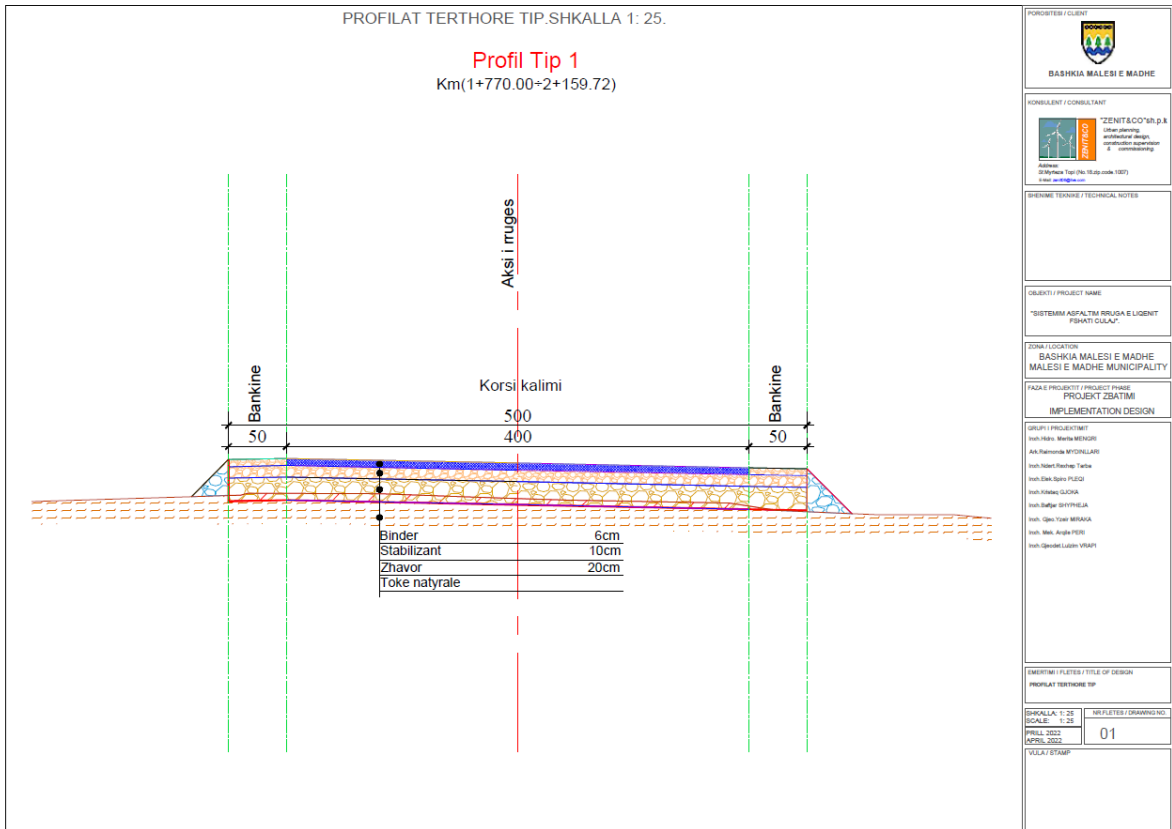 PROFILAT TERTHORE TIP.SHKALLA 1: 25.
Profil Tip 1
Km(1+770.00÷2+159.72)
Aksi i rruges
Bankine
Korsi kalimi
Bankine
500
50
400
50
Binder 6cm
Stabilizant 10cm
Zhavor 20cm
Toke natyrale
POROSITESI / CLIENT
BASHKIA MALESI E MADHE
KONSULENT / CONSULTANT
ZENIT&CO
"ZENIT&CO"sh.p.k
Urban planning,
architectural design,
construction supervision
& commissioning.
Address:
E-Mail:
SHENIME TEKNIKE / TECHNICAL NOTES
OBJEKTI / PROJECT NAME
"SISTEMIM ASFALTIM RRUGA E LIQENIT
FSHATI CULAJ".
ZONA / LOCATION
BASHKIA MALESI E MADHE
MALESI E MADHE MUNICIPALITY
FAZA E PROJEKTIT / PROJECT PHASE
PROJEKT ZBATIMI
IMPLEMENTATION DESIGN
GRUPI I PROJEKTIMIT
Inxh.Hidro. Merita MENGRI
Ark.Raimonda MYDINLLARI
Inxh.Ndert.Rexhep Tarba
Inxh.Elek.Spiro PLEQI
Inxh.Kristaq GJOKA
Inxh.Safijar SHYPHEJA
Inxh. Gjeo.Yzeir MIRAKA
Inxh. Mek. Anjila PERI
Inxh.Gjeodet.Luizim VRAPI
EMERTIMI I FLETES / TITLE OF DESIGN
PROFILAT TERTHORE TIP
SHKALLA: 1: 25
SCALE: 1: 25
NR.FLETES / DRAWING NO.
PRILL 2022
APRIL 2022
01
VULA / STAMP